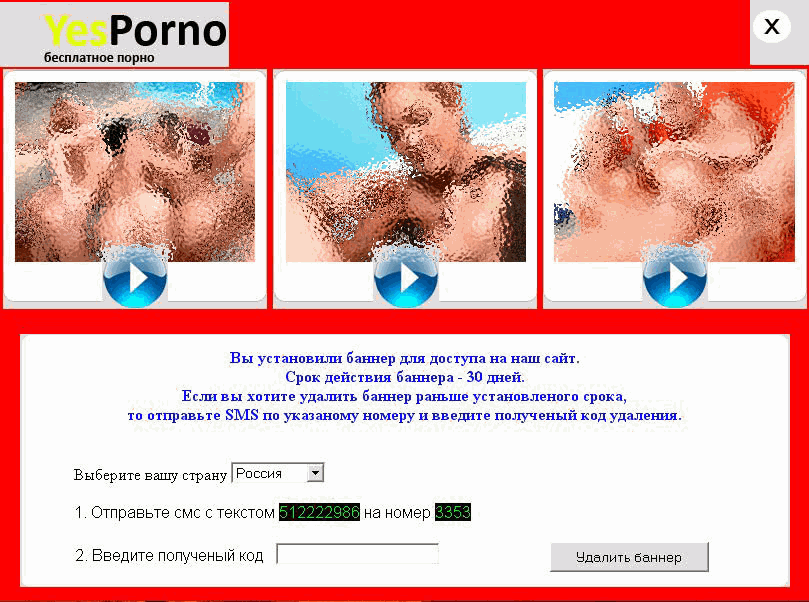 YesPorno
бесплатное порно
X
Вы установили баннер для доступа на наш сайт.
Срок действия баннера - 30 дней.
Если вы хотите удалить баннер раньше установленого срока,
то отправьте SMS по указаному номеру и введите полученый код удаления.
Выберите вашу страну Россия
1. Отправьте смс с текстом 512222986 на номер 3353
2. Введите полученый код
Удалить баннер